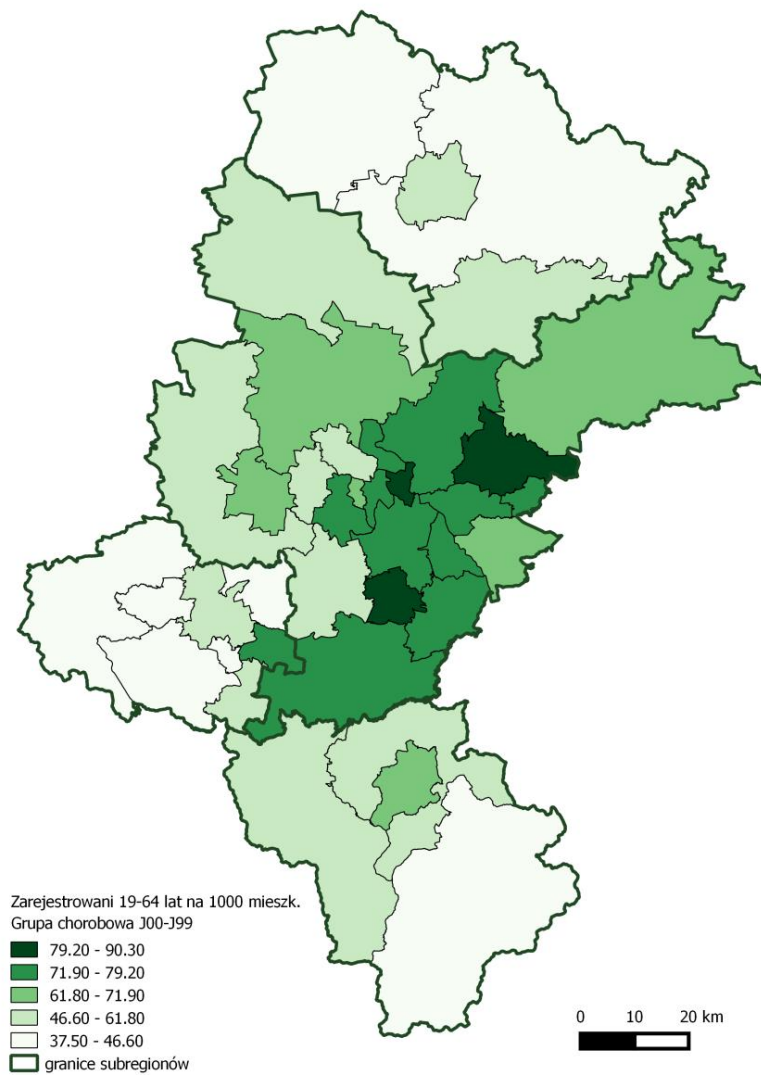 Zarejestrowani 19-64 lat na 1000 mieszk.
Grupa chorobowa J00-J99
79.20 - 90.30
71.90 - 79.20
61.80 - 71.90
46.60 - 61.80
37.50 - 46.60
granice subregionów
0 10 20 km